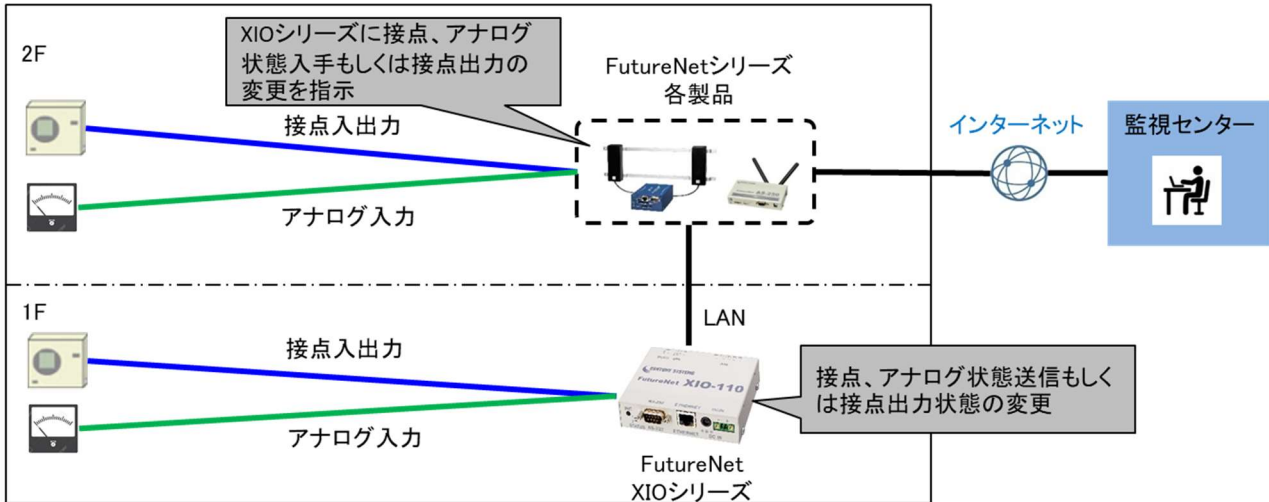 2F
XIOシリーズに接点、アナログ
状態入手もしくは接点出力の
変更を指示
FutureNetシリーズ
各製品
接点入出力
アナログ入力
インターネット
監視センター
1F
LAN
接点入出力
アナログ入力
CENTURY SYSTEMS
FutureNet XIO-110
ETHERNET
接点、アナログ状態送信もしく
は接点出力状態の変更
FutureNet
XIOシリーズ